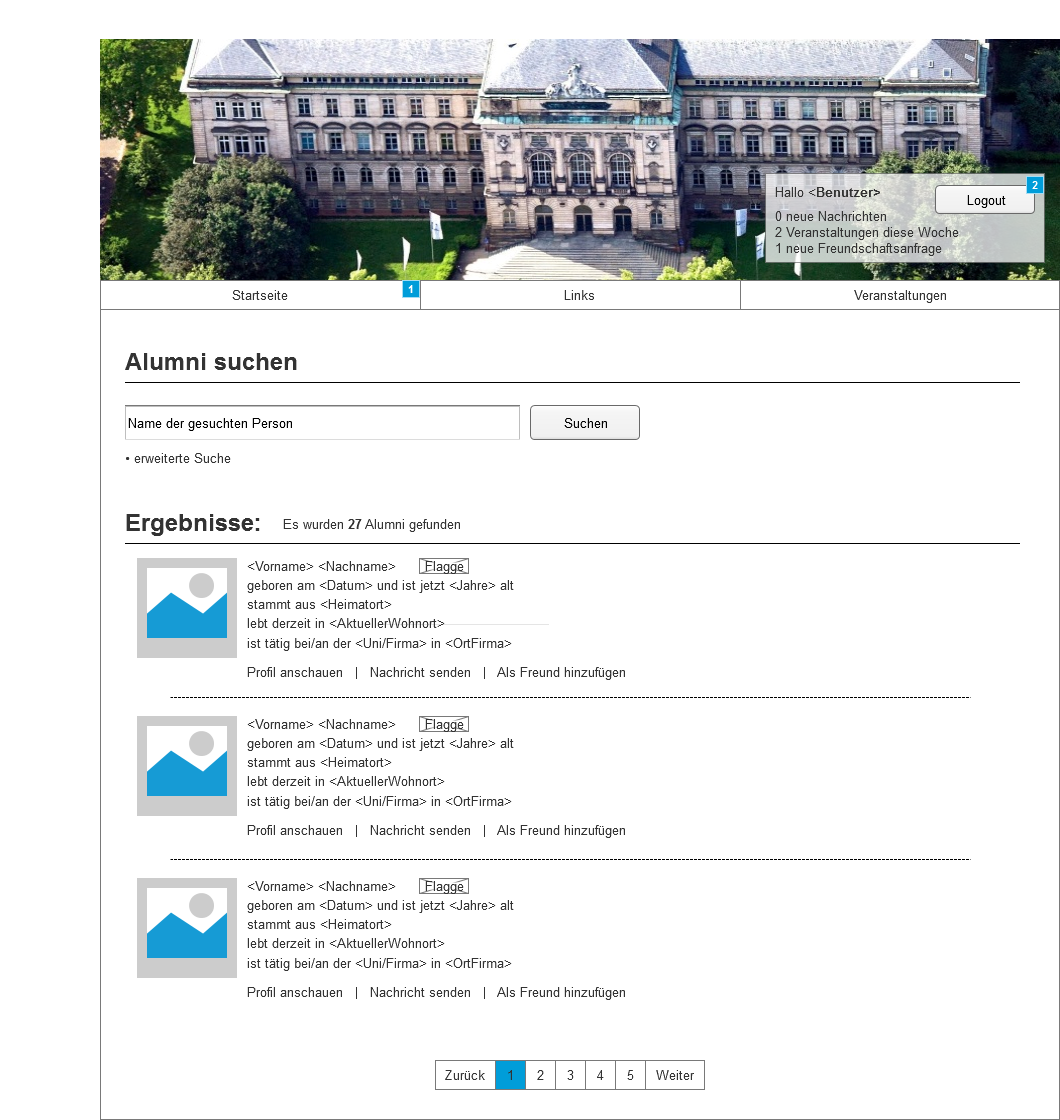 Hallo <Benutzer>
2
Logout
0 neue Nachrichten
2 Veranstaltungen diese Woche
1 neue Freundschaftsanfrage
Startseite 1 Links Veranstaltungen
Alumni suchen
Name der gesuchten Person Suchen
• erweiterte Suche
Ergebnisse: Es wurden 27 Alumni gefunden
<Vorname> <Nachname> Flagge
geboren am <Datum> und ist jetzt <Jahre> alt
stammt aus <Heimatort>
lebt derzeit in <AktuellerWohnort>
ist tätig bei/an der <Uni/Firma> in <OrtFirma>
Profil anschauen | Nachricht senden | Als Freund hinzufügen
<Vorname> <Nachname> Flagge
geboren am <Datum> und ist jetzt <Jahre> alt
stammt aus <Heimatort>
lebt derzeit in <AktuellerWohnort>
ist tätig bei/an der <Uni/Firma> in <OrtFirma>
Profil anschauen | Nachricht senden | Als Freund hinzufügen
<Vorname> <Nachname> Flagge
geboren am <Datum> und ist jetzt <Jahre> alt
stammt aus <Heimatort>
lebt derzeit in <AktuellerWohnort>
ist tätig bei/an der <Uni/Firma> in <OrtFirma>
Profil anschauen | Nachricht senden | Als Freund hinzufügen
Zurück 1 2 3 4 5 Weiter